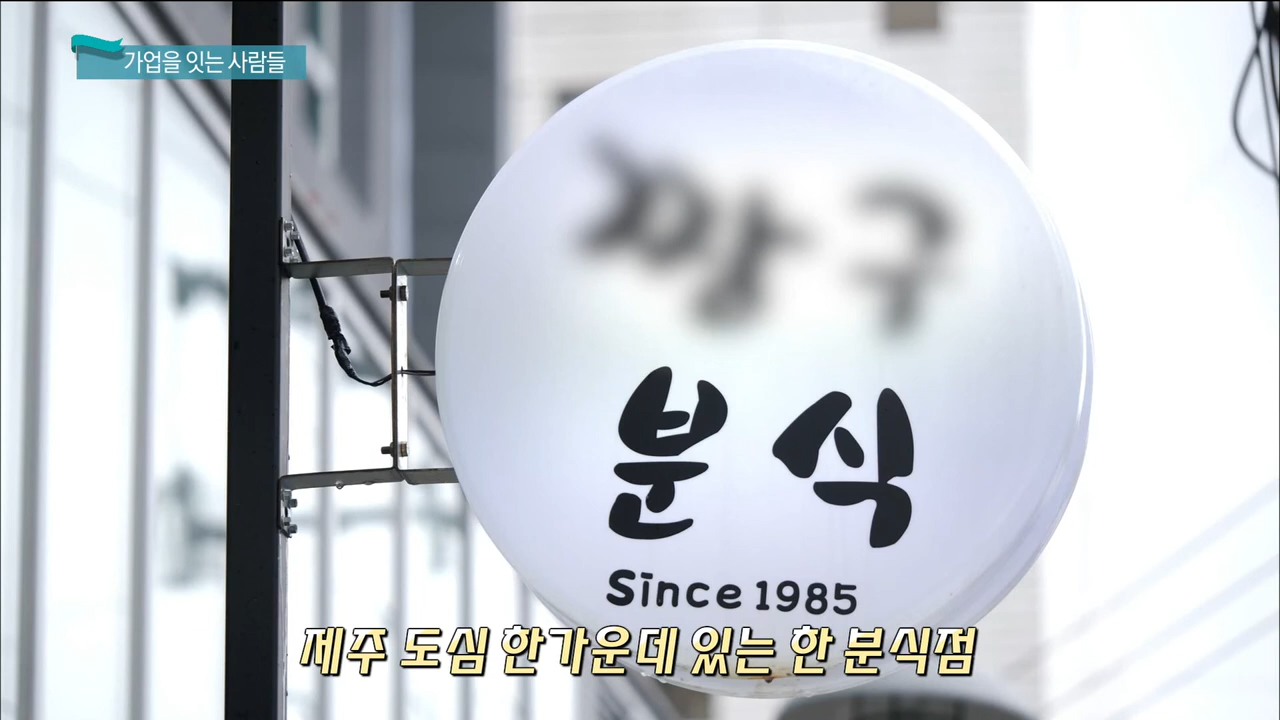 가업을 잇는 사람들
분식
Since 1985
제주 도심 한가운데 있는 한 분식점